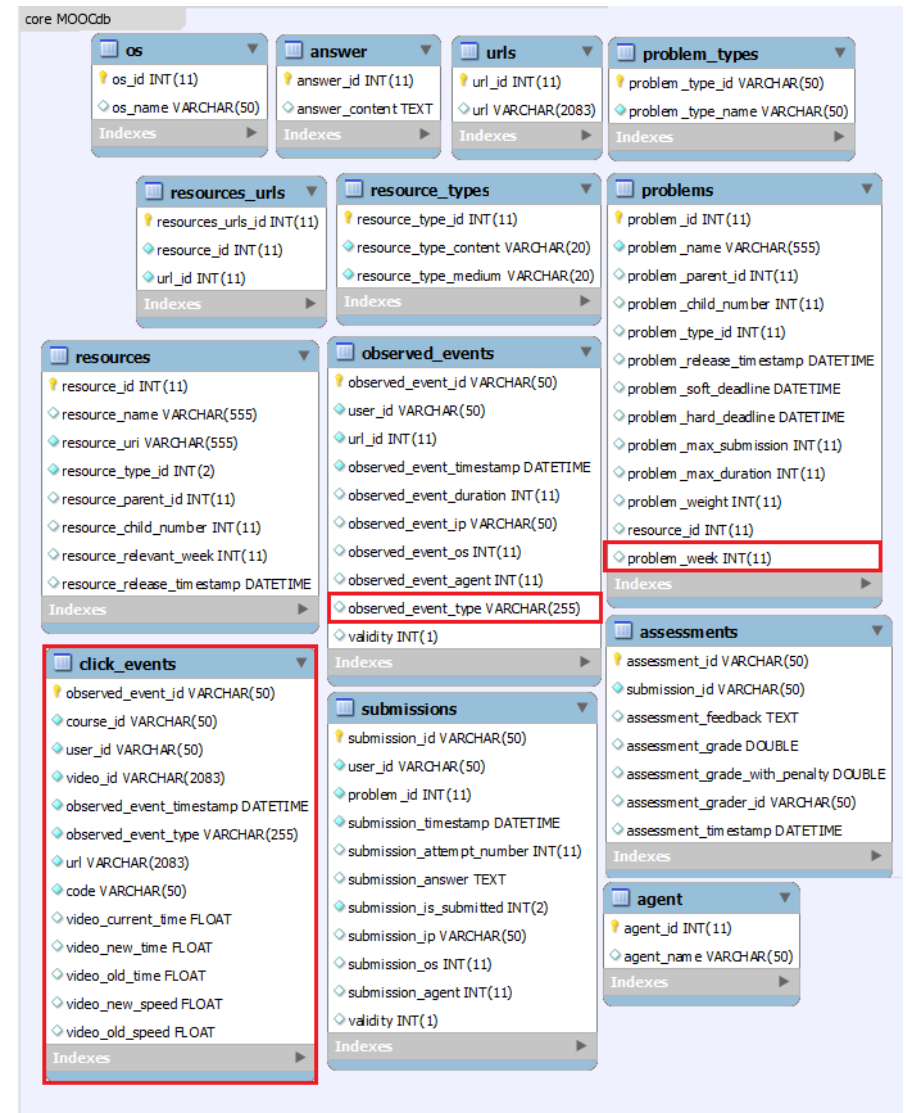 core MOOCdb
os
os_id INT(11)
os_name VARCHAR(50)
Indexes
answer
answer_id INT(11)
answer_content TEXT
Indexes
urls
url_id INT(11)
url VARCHAR(2083)
Indexes
problem_types
problem_type_id VARCHAR(50)
problem_type_name VARCHAR(50)
Indexes
resources_urls
resources_urls_id INT(11)
resource_id INT(11)
url_id INT(11)
Indexes
resource_types
resource_type_id INT(11)
resource_type_content VARCHAR(20)
resource_type_medium VARCHAR(20)
Indexes
problems
problem_id INT(11)
problem_name VARCHAR(555)
problem_parent_id INT(11)
problem_child_number INT(11)
problem_type_id INT(11)
problem_release_timestamp DATETIME
problem_soft_deadline DATETIME
problem_hard_deadline DATETIME
problem_max_submission INT(11)
problem_max_duration INT(11)
problem_weight INT(11)
resource_id INT(11)
problem_week INT(11)
Indexes
resources
resource_id INT(11)
resource_name VARCHAR(555)
resource_uri VARCHAR(555)
resource_type_id INT(2)
resource_parent_id INT(11)
resource_child_number INT(11)
resource_relevant_week INT(11)
resource_release_timestamp DATETIME
Indexes
observed_events
observed_event_id VARCHAR(50)
user_id VARCHAR(50)
url_id INT(11)
observed_event_timestamp DATETIME
observed_event_duration INT(11)
observed_event_ip VARCHAR(50)
observed_event_os INT(11)
observed_event_agent INT(11)
observed_event_type VARCHAR(255)
validity INT(1)
Indexes
click_events
observed_event_id VARCHAR(50)
course_id VARCHAR(50)
user_id VARCHAR(50)
video_id VARCHAR(2083)
observed_event_timestamp DATETIME
observed_event_type VARCHAR(255)
url VARCHAR(2083)
code VARCHAR(50)
video_current_time FLOAT
video_new_time FLOAT
video_old_time FLOAT
video_new_speed FLOAT
video_old_speed FLOAT
Indexes
submissions
submission_id VARCHAR(50)
user_id VARCHAR(50)
problem_id INT(11)
submission_timestamp DATETIME
submission_attempt_number INT(11)
submission_answer TEXT
submission_is_submitted INT(2)
submission_ip VARCHAR(50)
submission_os INT(11)
submission_agent INT(11)
validity INT(1)
Indexes
assessments
assessment_id VARCHAR(50)
submission_id VARCHAR(50)
assessment_feedback TEXT
assessment_grade DOUBLE
assessment_grade_with_penalty DOUBLE
assessment_grader_id VARCHAR(50)
assessment_timestamp DATETIME
Indexes
agent
agent_id INT(11)
agent_name VARCHAR(50)
Indexes